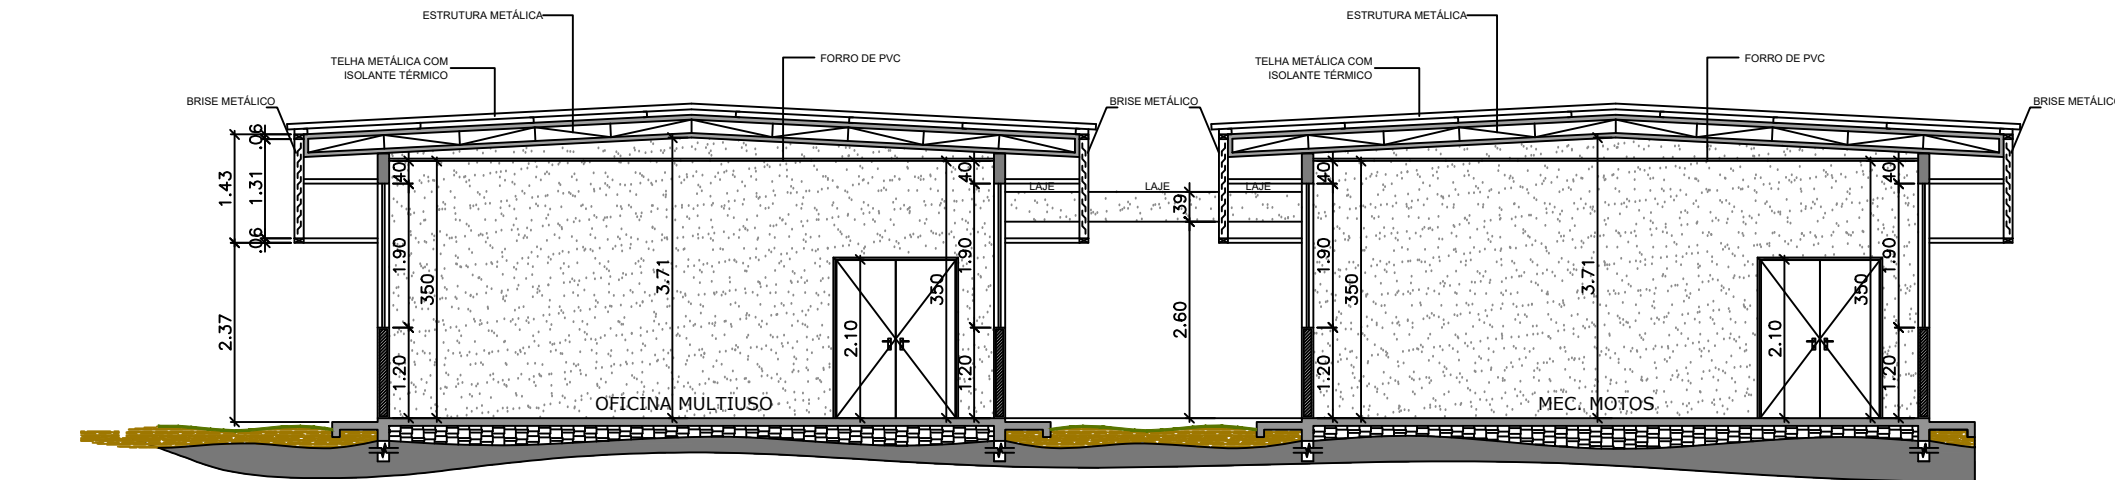 ESTRUTURA METÁLICA
ESTRUTURA METÁLICA
TELHA METÁLICA COM
ISOLANTE TÉRMICO
FORRO DE PVC
TELHA METÁLICA COM
ISOLANTE TÉRMICO
FORRO DE PVC
BRISE METÁLICO
BRISE METÁLICO
BRISE METÁLICO
.06
1.43
1.31
.06
2.37
40
1.90
350
1.20
3.71
2.10
350
40
1.90
1.20
LAJE
LAJE
LAJE
39
2.60
40
1.90
350
1.20
3.71
2.10
350
40
1.90
1.20
OFICINA MULTIUSO
MEC. MOTOS